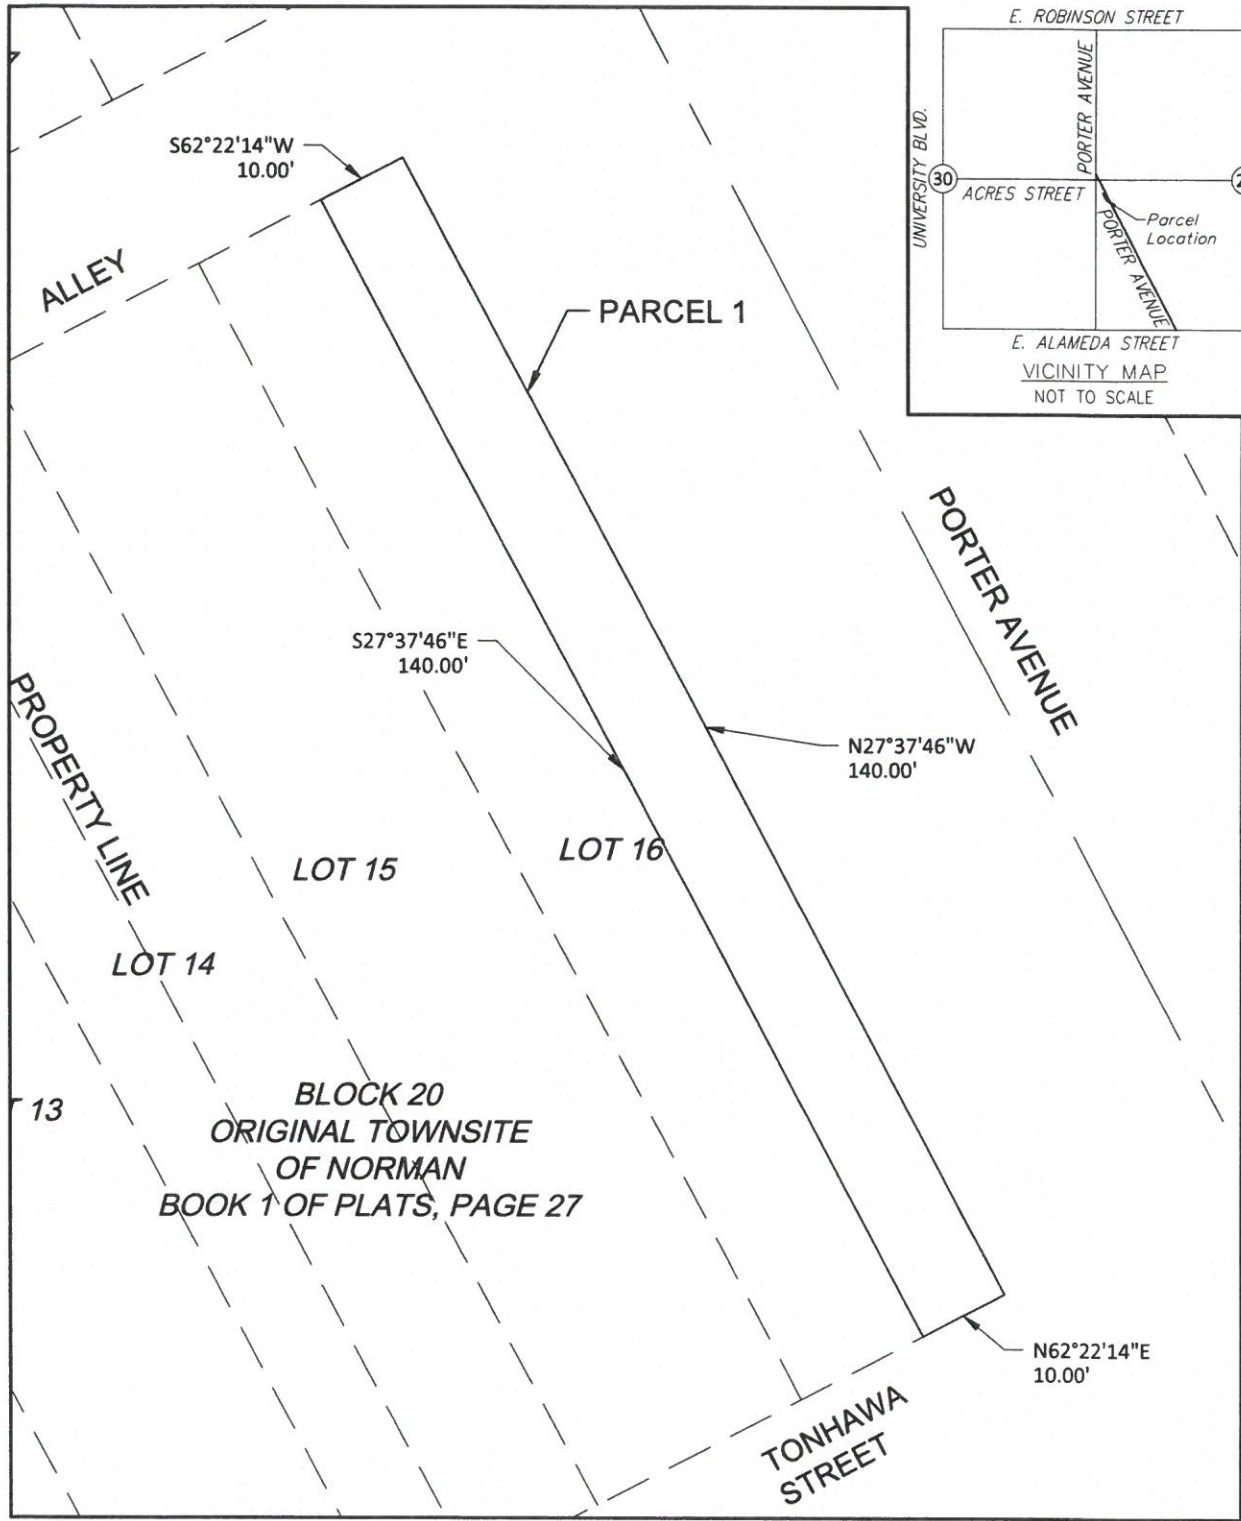 E. ROBINSON STREET
PORTER AVENUE
UNIVERSITY BLVD.
30
ACRES STREET
Parcel
Location
PORTER AVENUE
E. ALAMEDA STREET
VICINITY MAP
NOT TO SCALE
S62°22'14"W
10.00'
ALLEY
PARCEL 1
PORTER AVENUE
S27°37'46"E
140.00'
N27°37'46"W
140.00'
PROPERTY LINE
LOT 16
LOT 15
LOT 14
13
BLOCK 20
ORIGINAL TOWNSITE
OF NORMAN
BOOK 1 OF PLATS, PAGE 27
N62°22'14"E
10.00'
TONHAWA
STREET